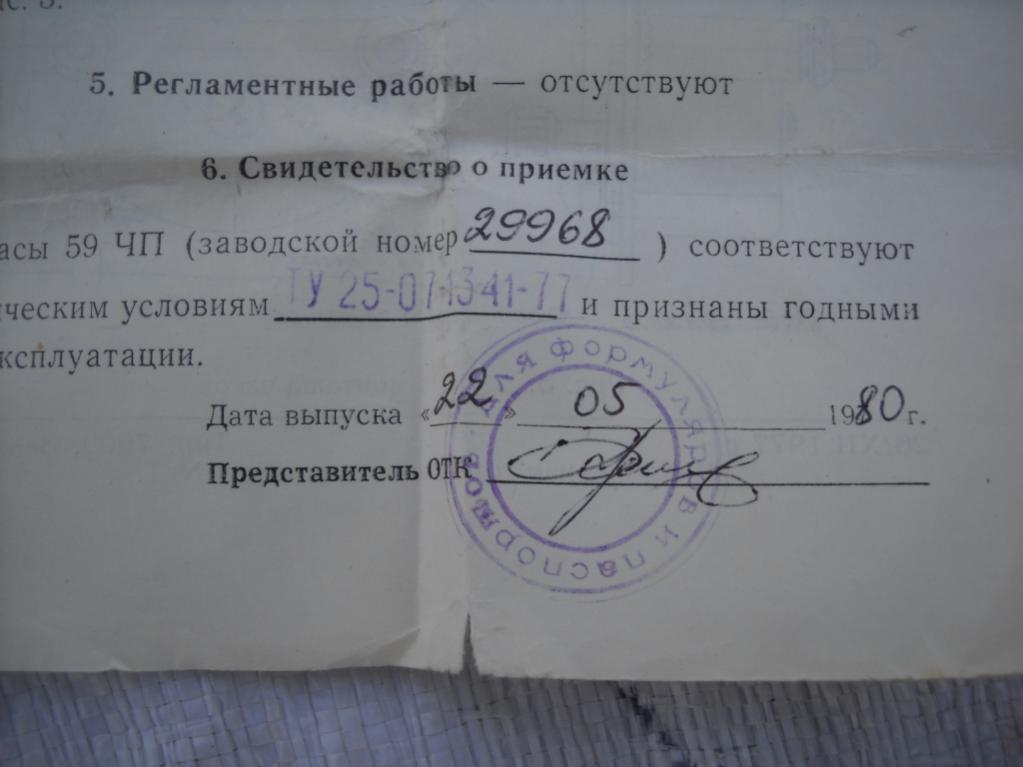 с. 3.
5. Регламентные работы — отсутствуют
6. Свидетельство о приемке
асы 59 ЧП (заводской номер 29968 ) соответствуют
ческим условиям ТУ 25-07-1341-77 и признаны годными
ксплуатации.
Дата выпуска «22» 05 1980 г.
Представитель ОТК
Для формуляров и паспортов